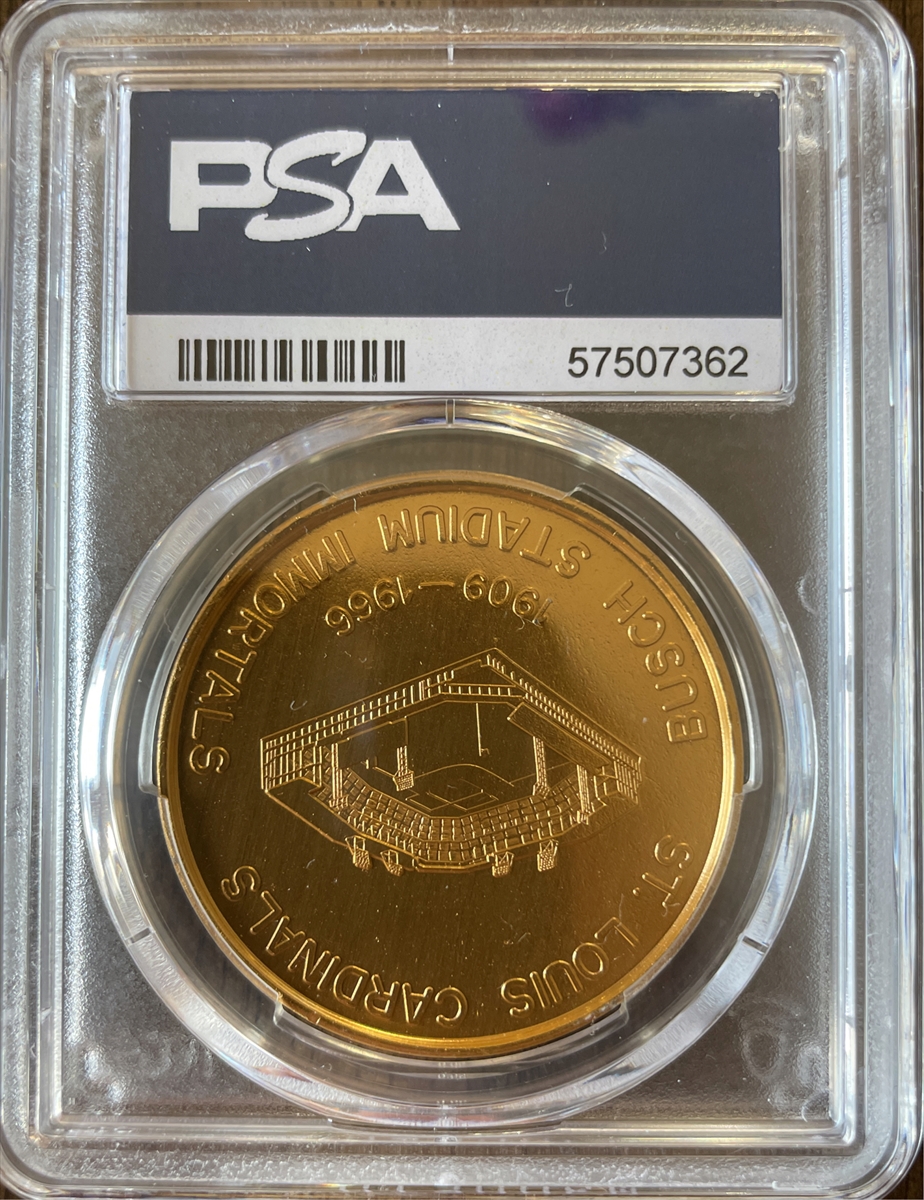 PSA
57507362
ST. LOUIS CARDINALS
1909—1966
BUSCH STADIUM IMMORTALS